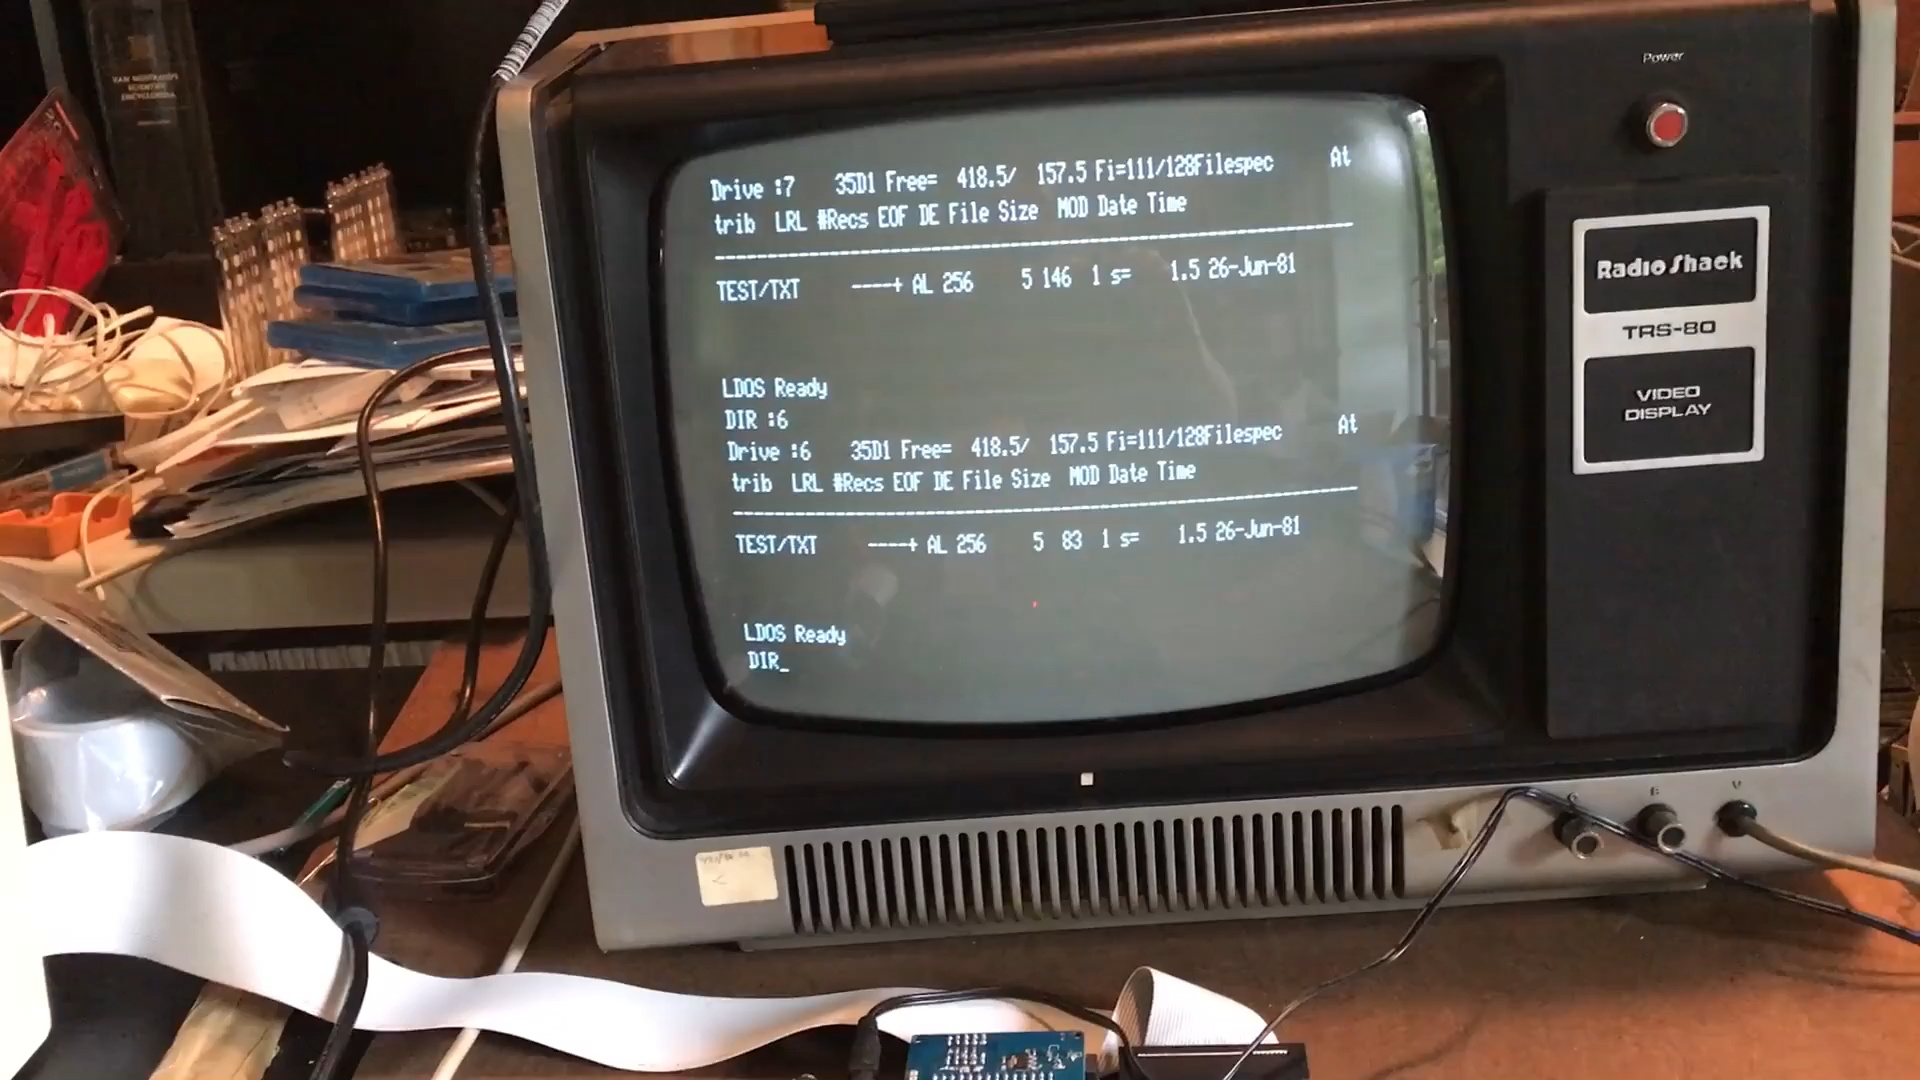 VAN NOSTRAND'S
SCIENTIFIC
ENCYCLOPEDIA
Power
Radio Shack
TRS-80
VIDEO
DISPLAY
Drive :7 35D1 Free= 418.5/ 157.5 Fi=111/128Filespec At
trib LRL #Recs EOF DE File Size MOD Date Time
------------------------------------------------------------
TEST/TXT ----+ AL 256 5 146 1 s= 1.5 26-Jun-81
LDOS Ready
DIR :6
Drive :6 35D1 Free= 418.5/ 157.5 Fi=111/128Filespec At
trib LRL #Recs EOF DE File Size MOD Date Time
------------------------------------------------------------
TEST/TXT ----+ AL 256 5 83 1 s= 1.5 26-Jun-81
LDOS Ready
DIR_